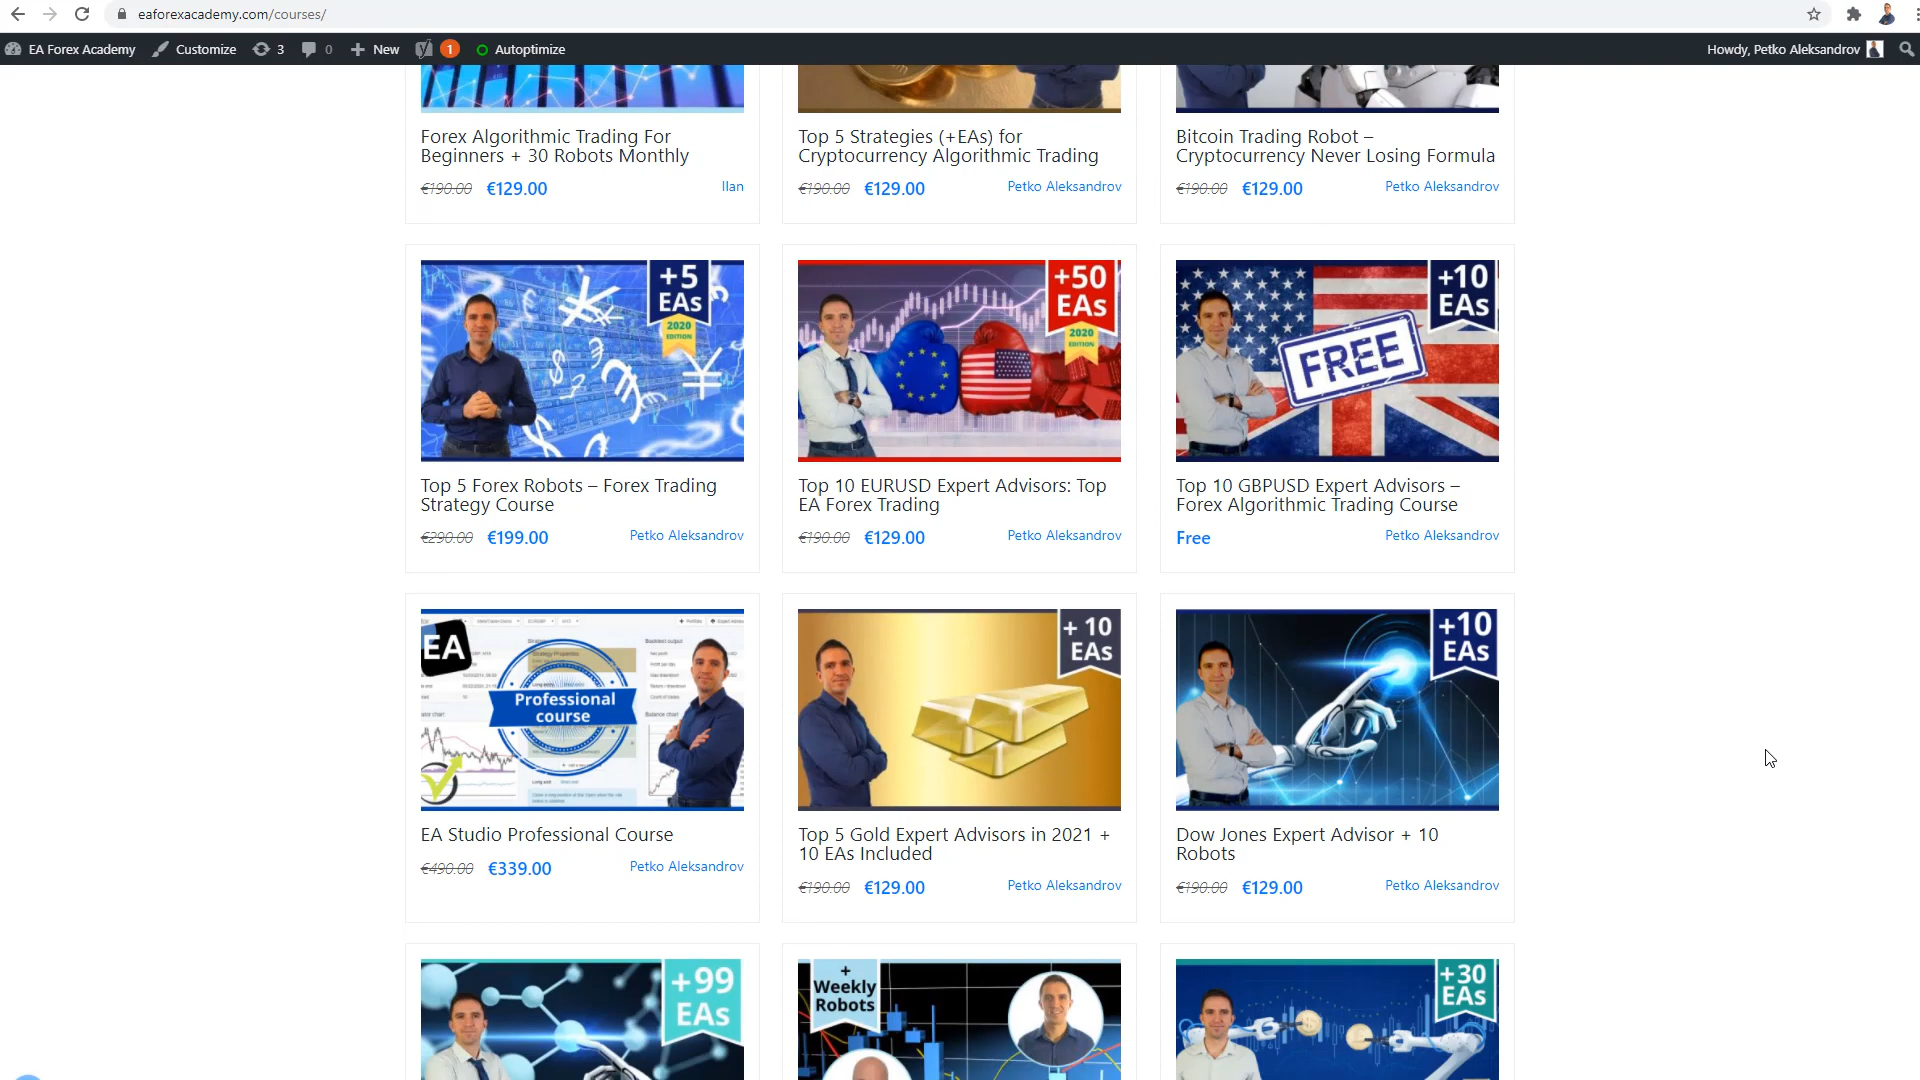 eaforexacademy.com/courses/
EA Forex Academy Customize 3 0 New 1 Autoptimize Howdy, Petko Aleksandrov
Forex Algorithmic Trading For
Beginners + 30 Robots Monthly
€190.00 €129.00 Ilan
Top 5 Strategies (+EAs) for
Cryptocurrency Algorithmic Trading
€190.00 €129.00 Petko Aleksandrov
Bitcoin Trading Robot –
Cryptocurrency Never Losing Formula
€190.00 €129.00 Petko Aleksandrov
+5
EAs
2020
EDITION
Top 5 Forex Robots – Forex Trading
Strategy Course
€290.00 €199.00 Petko Aleksandrov
+50
EAs
2020
EDITION
Top 10 EURUSD Expert Advisors: Top
EA Forex Trading
€190.00 €129.00 Petko Aleksandrov
+10
EAs
FREE
Top 10 GBPUSD Expert Advisors –
Forex Algorithmic Trading Course
Free Petko Aleksandrov
EA
Professional
course
EA Studio Professional Course
€490.00 €339.00 Petko Aleksandrov
+ 10
EAs
Top 5 Gold Expert Advisors in 2021 +
10 EAs Included
€190.00 €129.00 Petko Aleksandrov
+10
EAs
Dow Jones Expert Advisor + 10
Robots
€190.00 €129.00 Petko Aleksandrov
+99
EAs
+
Weekly
Robots
+30
EAs